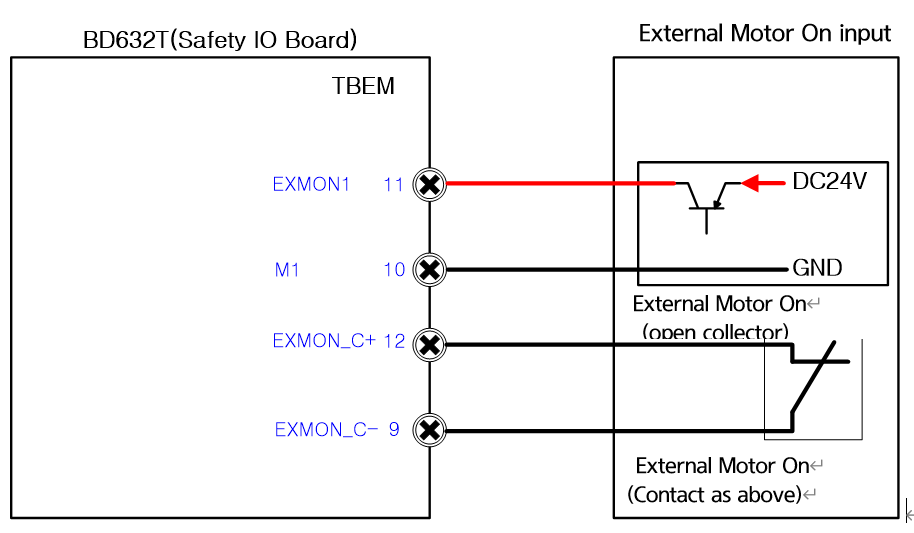 BD632T(Safety IO Board)
External Motor On input
TBEM
EXMON1 11
DC24V
M1 10
GND
External Motor On↵
(open collector)
EXMON_C+ 12
EXMON_C- 9
External Motor On↵
(Contact as above)↵
↵